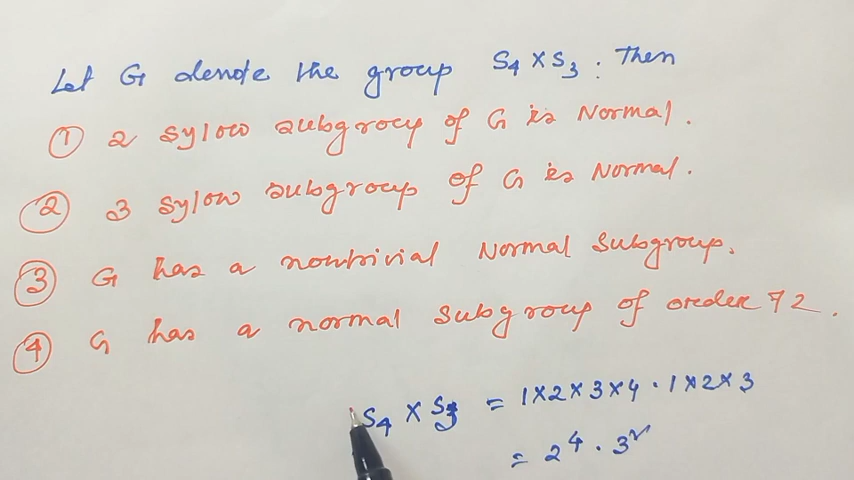 Let G denote the group S₄ × S₃ : Then
① 2 Sylow subgroup of G is Normal.
② 3 Sylow subgroup of G is Normal.
③ G has a nontrivial Normal Subgroup.
④ G has a normal subgroup of order 72.
S₄ × S₃ = 1×2×3×4 · 1×2×3
= 2⁴ · 3²